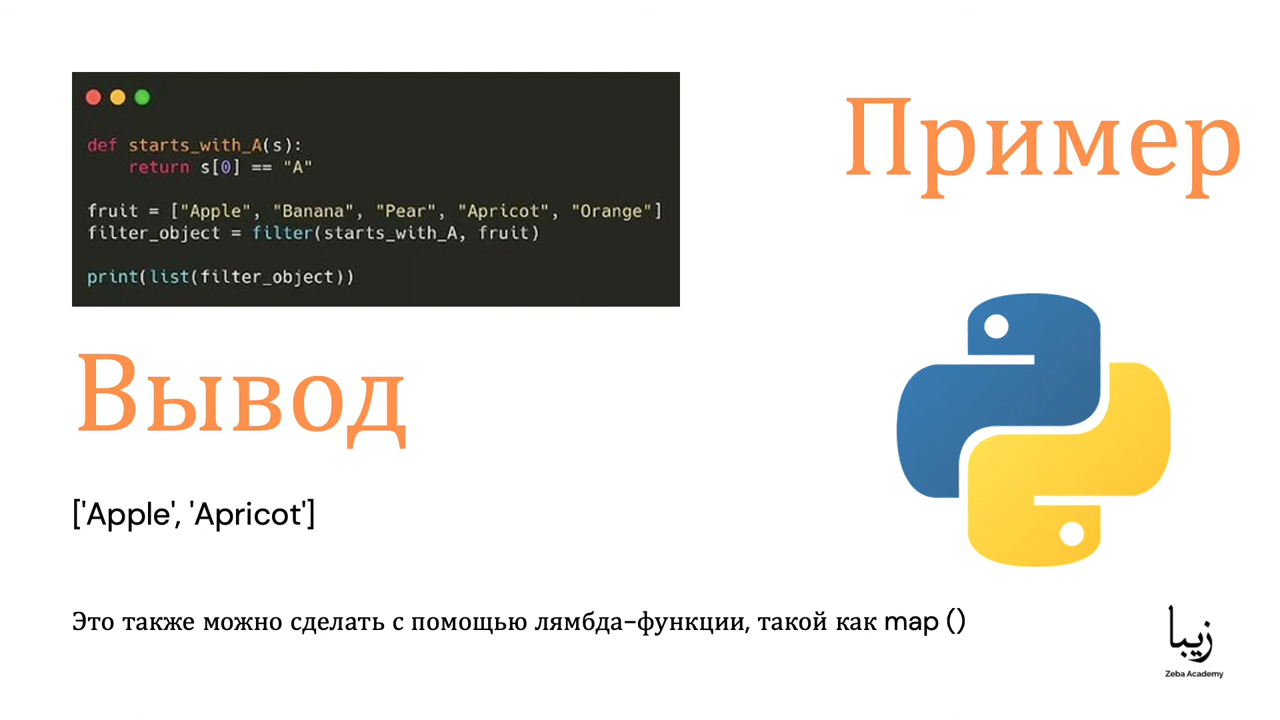 Пример
def starts_with_A(s):
    return s[0] == "A"
fruit = ["Apple", "Banana", "Pear", "Apricot", "Orange"]
filter_object = filter(starts_with_A, fruit)
print(list(filter_object))
Вывод
['Apple', 'Apricot']
Это также можно сделать с помощью лямбда-функции, такой как map ()
زيبا
Zeba Academy